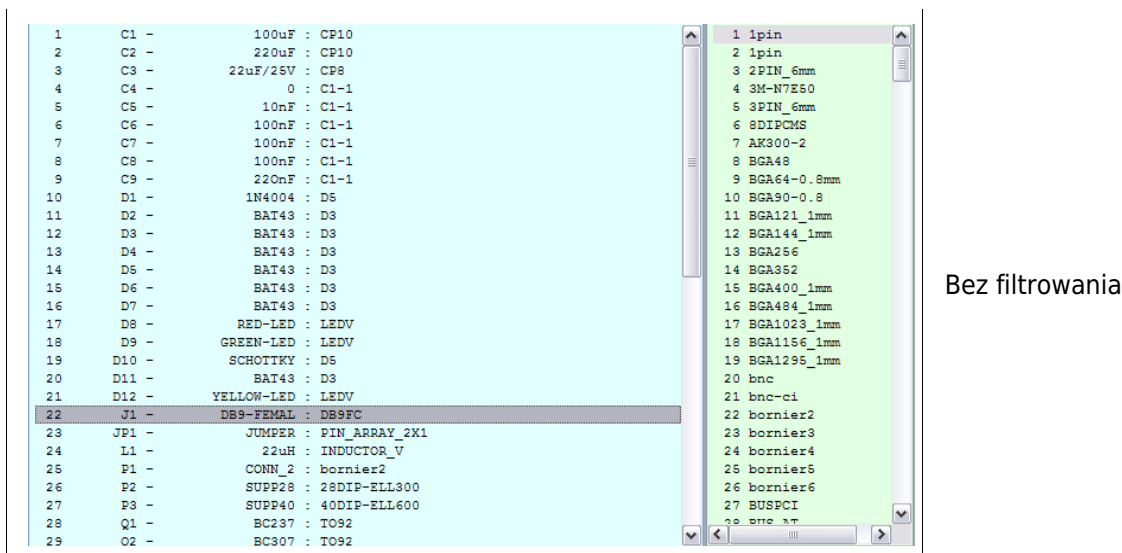 1 C1 - 100uF : CP10
2 C2 - 220uF : CP10
3 C3 - 22uF/25V : CP8
4 C4 - 0 : C1-1
5 C5 - 10nF : C1-1
6 C6 - 100nF : C1-1
7 C7 - 100nF : C1-1
8 C8 - 100nF : C1-1
9 C9 - 220nF : C1-1
10 D1 - 1N4004 : D5
11 D2 - BAT43 : D3
12 D3 - BAT43 : D3
13 D4 - BAT43 : D3
14 D5 - BAT43 : D3
15 D6 - BAT43 : D3
16 D7 - BAT43 : D3
17 D8 - RED-LED : LEDV
18 D9 - GREEN-LED : LEDV
19 D10 - SCHOTTKY : D5
20 D11 - BAT43 : D3
21 D12 - YELLOW-LED : LEDV
22 J1 - DB9-FEMAL : DB9FC
23 JP1 - JUMPER : PIN_ARRAY_2X1
24 L1 - 22uH : INDUCTOR_V
25 P1 - CONN_2 : bornier2
26 P2 - SUPP28 : 28DIP-ELL300
27 P3 - SUPP40 : 40DIP-ELL600
28 Q1 - BC237 : TO92
29 Q2 - BC307 : TO92
1 1pin
2 1pin
3 2PIN_6mm
4 3M-N7E50
5 3PIN_6mm
6 8DIPCMS
7 AK300-2
8 BGA48
9 BGA64-0.8mm
10 BGA90-0.8
11 BGA121_1mm
12 BGA144_1mm
13 BGA256
14 BGA352
15 BGA400_1mm
16 BGA484_1mm
17 BGA1023_1mm
18 BGA1156_1mm
19 BGA1295_1mm
20 bnc
21 bnc-ci
22 bornier2
23 bornier3
24 bornier4
25 bornier5
26 bornier6
27 BUSPCI
28 BUS_AT
Bez filtrowania